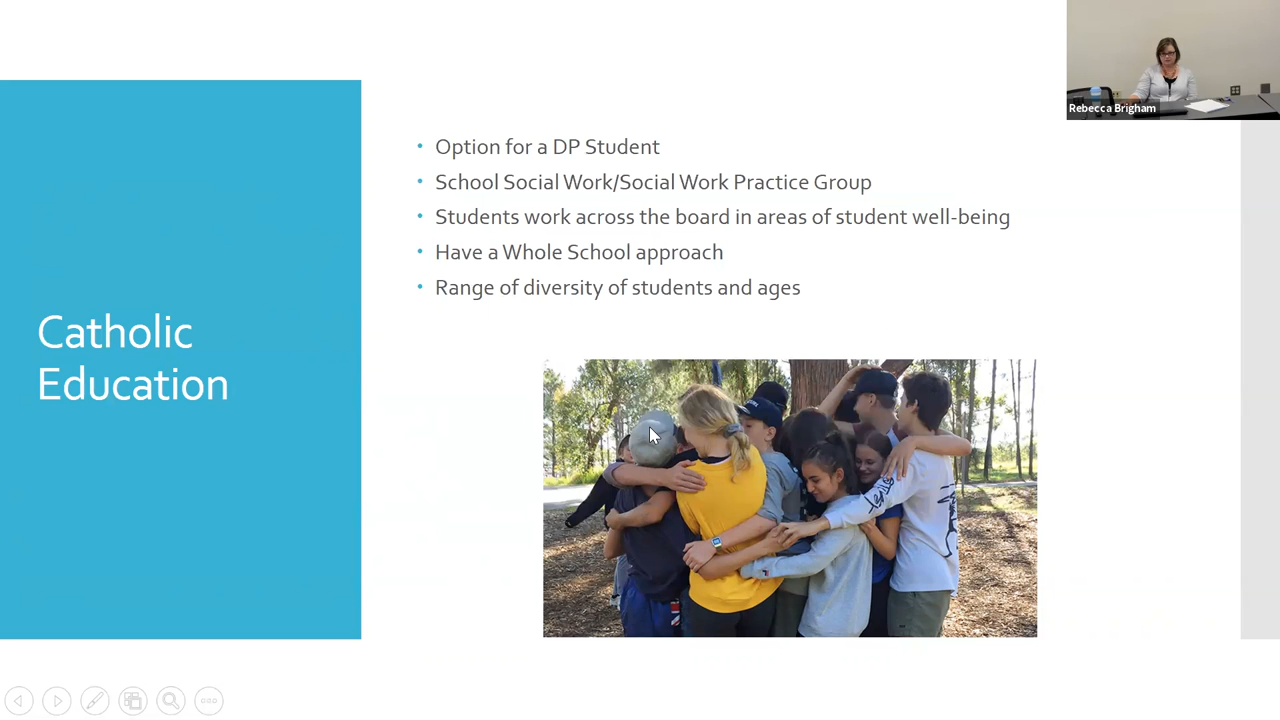 Rebecca Brigham
Option for a DP Student
School Social Work/Social Work Practice Group
Students work across the board in areas of student well-being
Have a Whole School approach
Range of diversity of students and ages
Catholic
Education